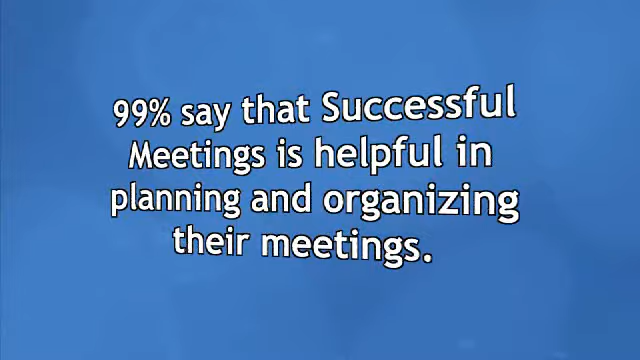 99% say that Successful
Meetings is helpful in
planning and organizing
their meetings.